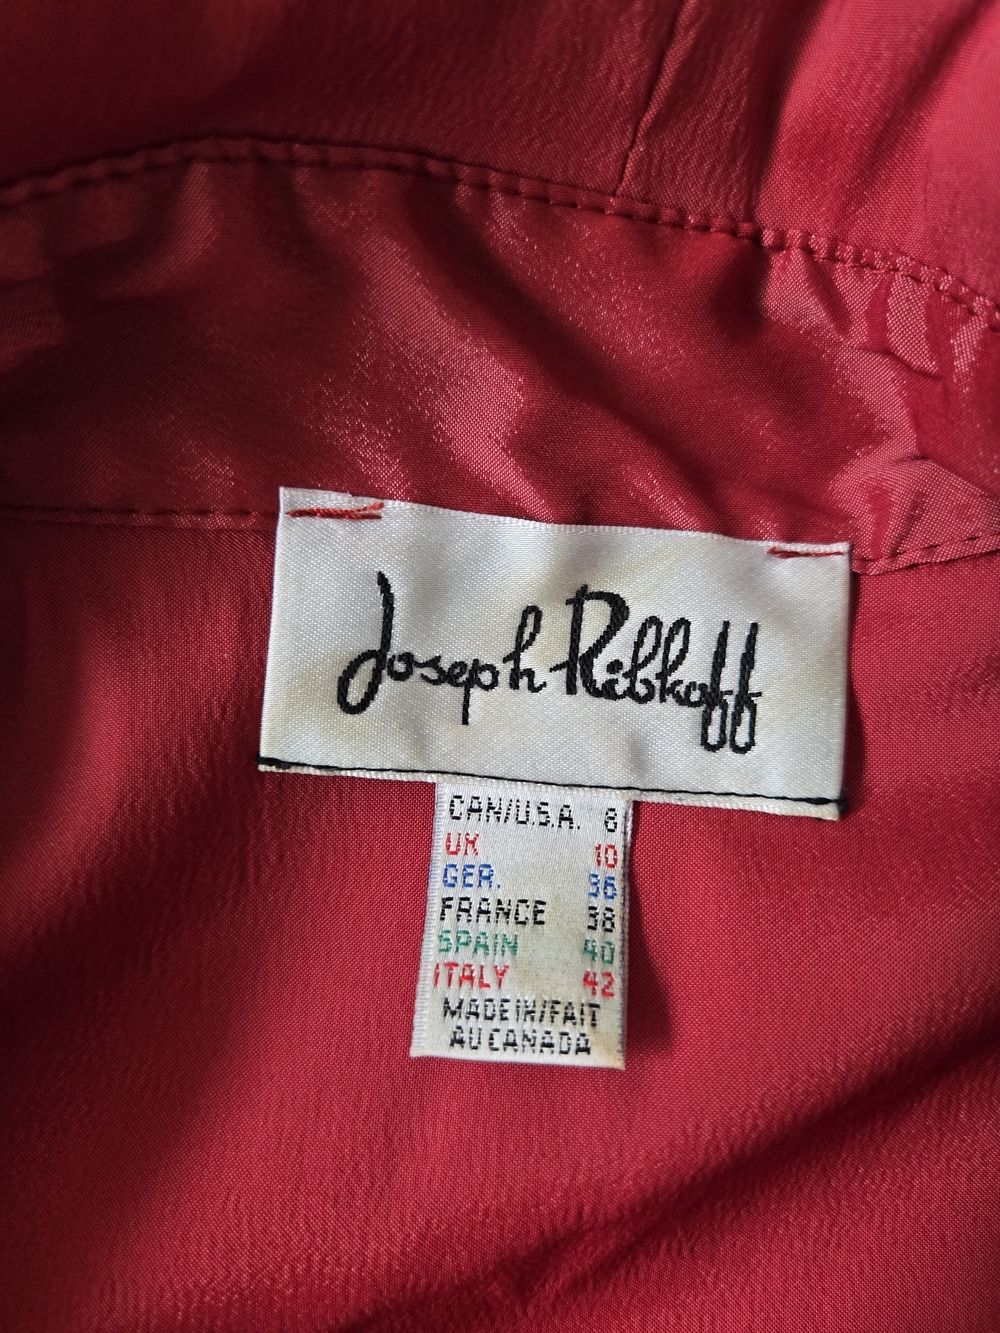 Joseph Ribkoff
CAN/U.S.A. 8
UK 10
GER. 36
FRANCE 38
SPAIN 40
ITALY 42
MADE IN/FAIT
AU CANADA